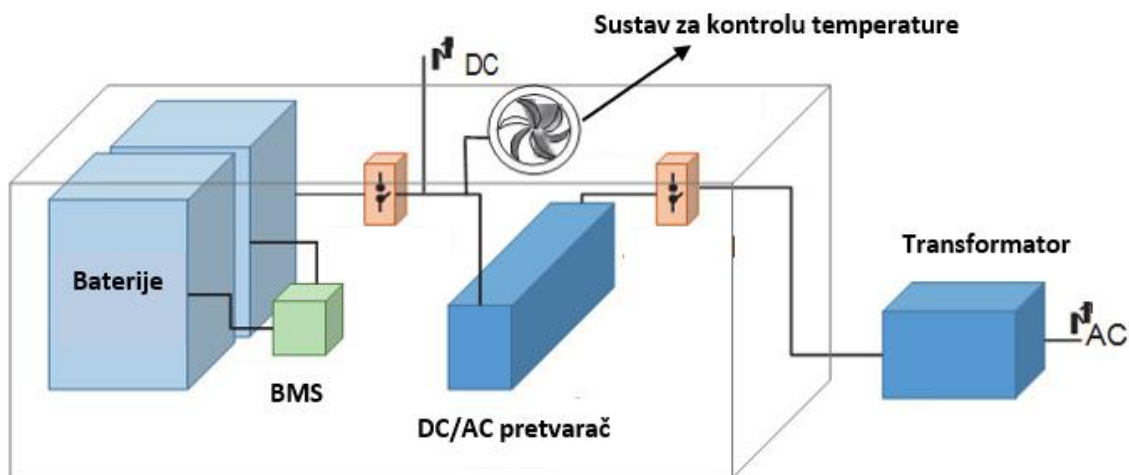 Sustav za kontrolu temperature
DC
Baterije
BMS
DC/AC pretvarač
Transformator
AC